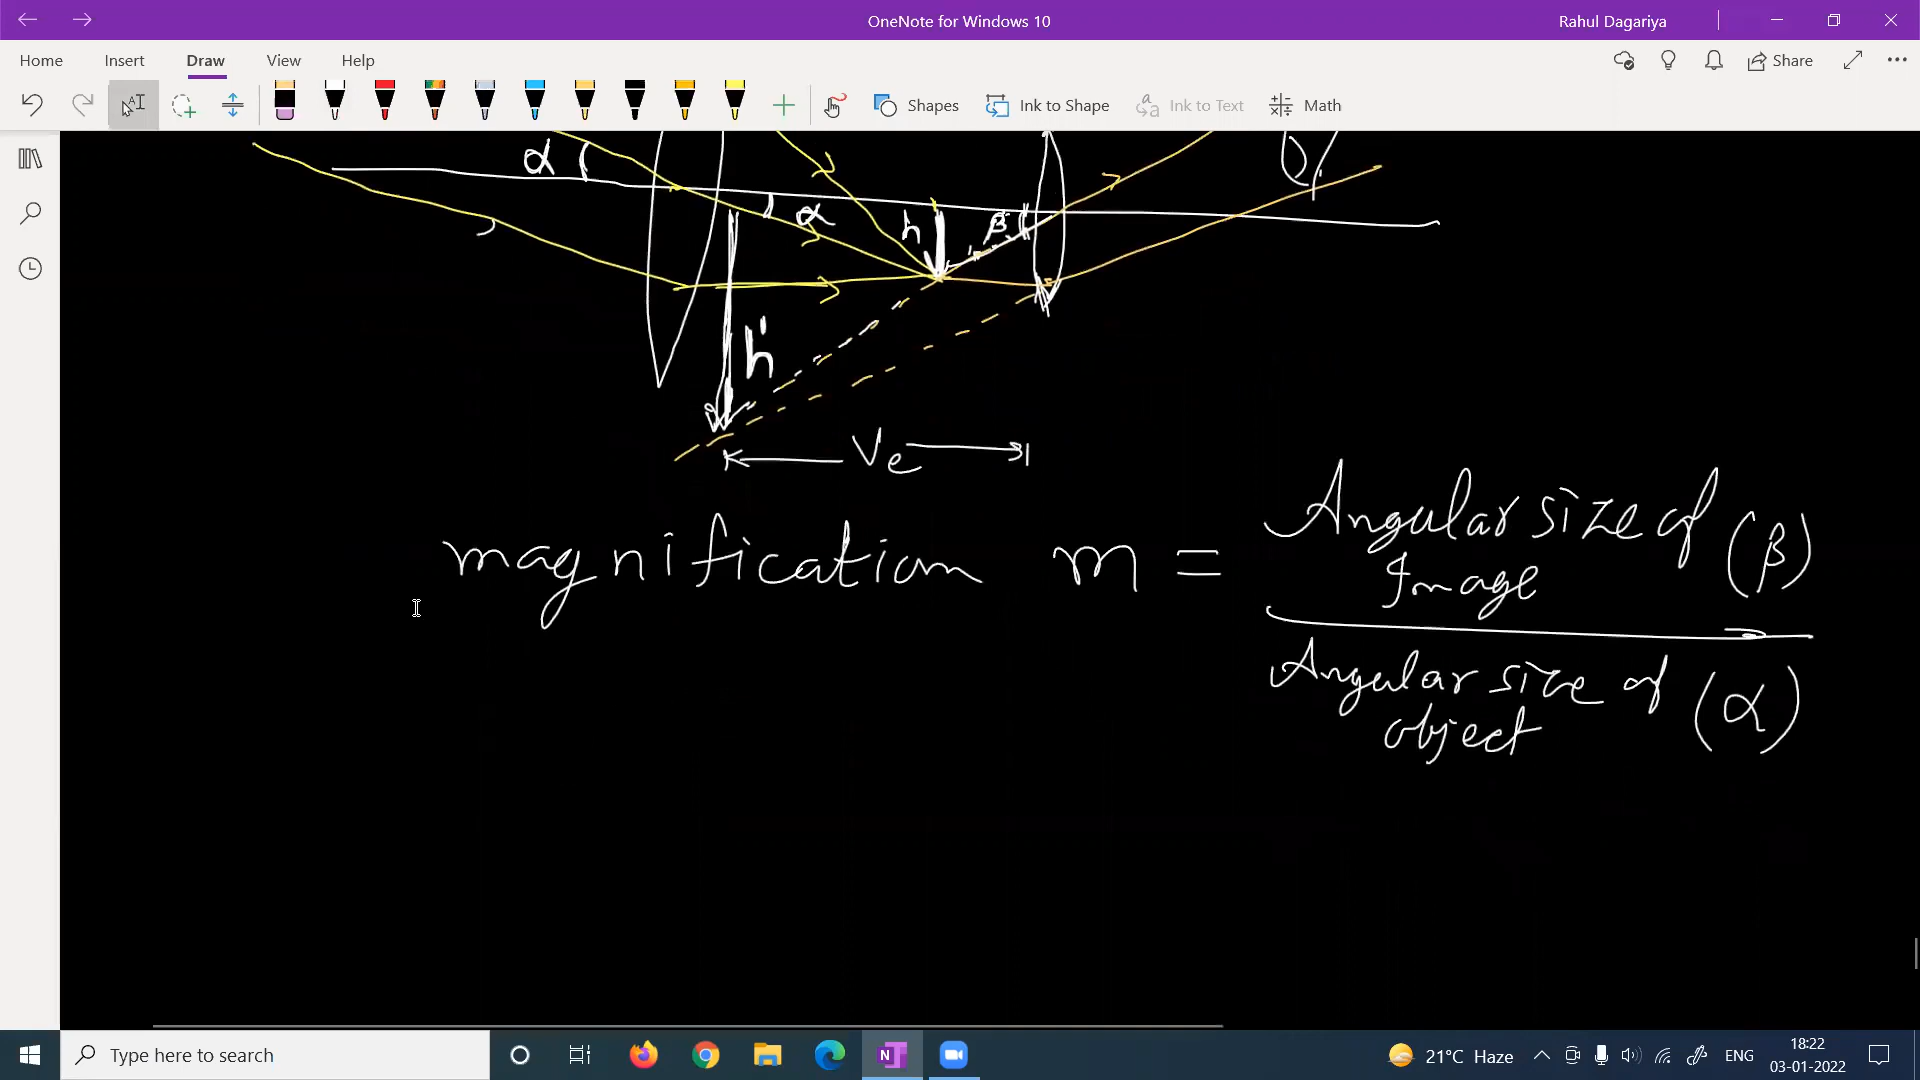 OneNote for Windows 10
Rahul Dagariya
Home Insert Draw View Help
Share
Shapes Ink to Shape Ink to Text Math
α
α h β
h'
Ve
magnification m = Angular size of Image (β)
Angular size of object (α)
Type here to search
N
21°C Haze
ENG
18:22
03-01-2022